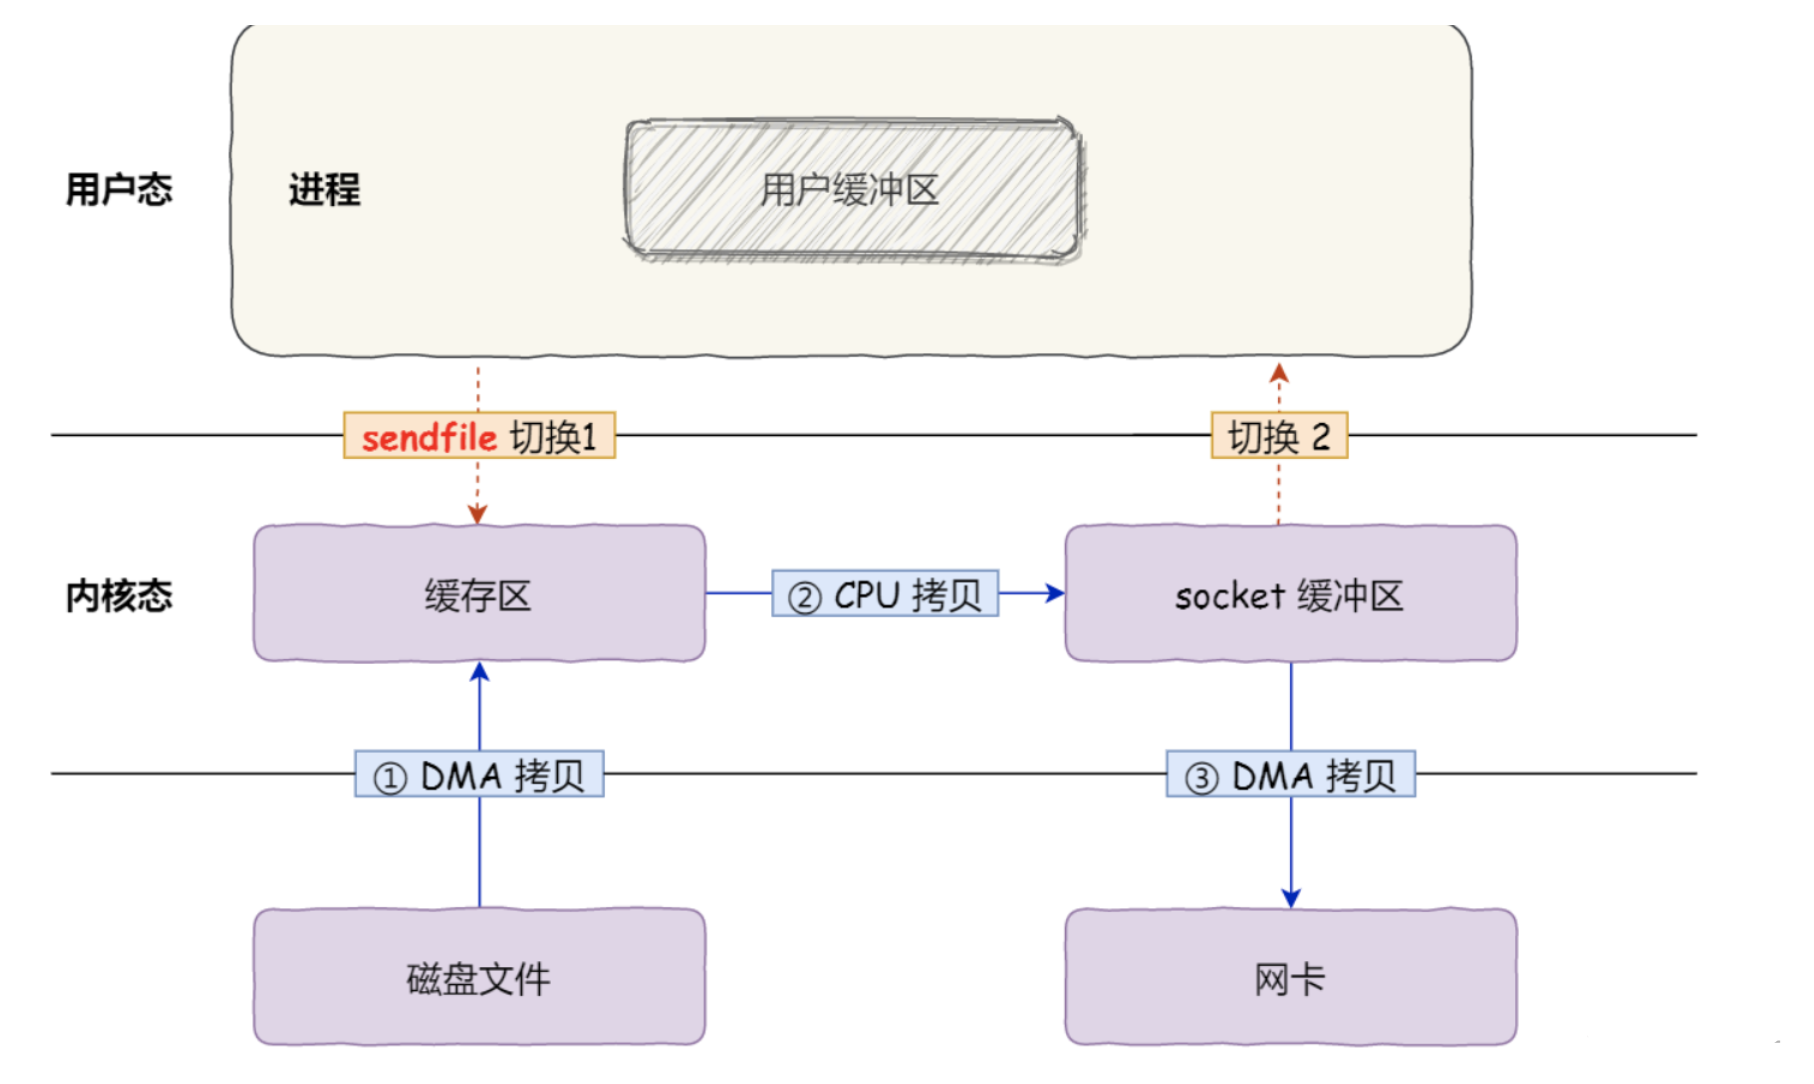 用户态
进程
用户缓冲区
sendfile 切换1
切换 2
内核态
缓存区
② CPU 拷贝
socket 缓冲区
① DMA 拷贝
③ DMA 拷贝
磁盘文件
网卡